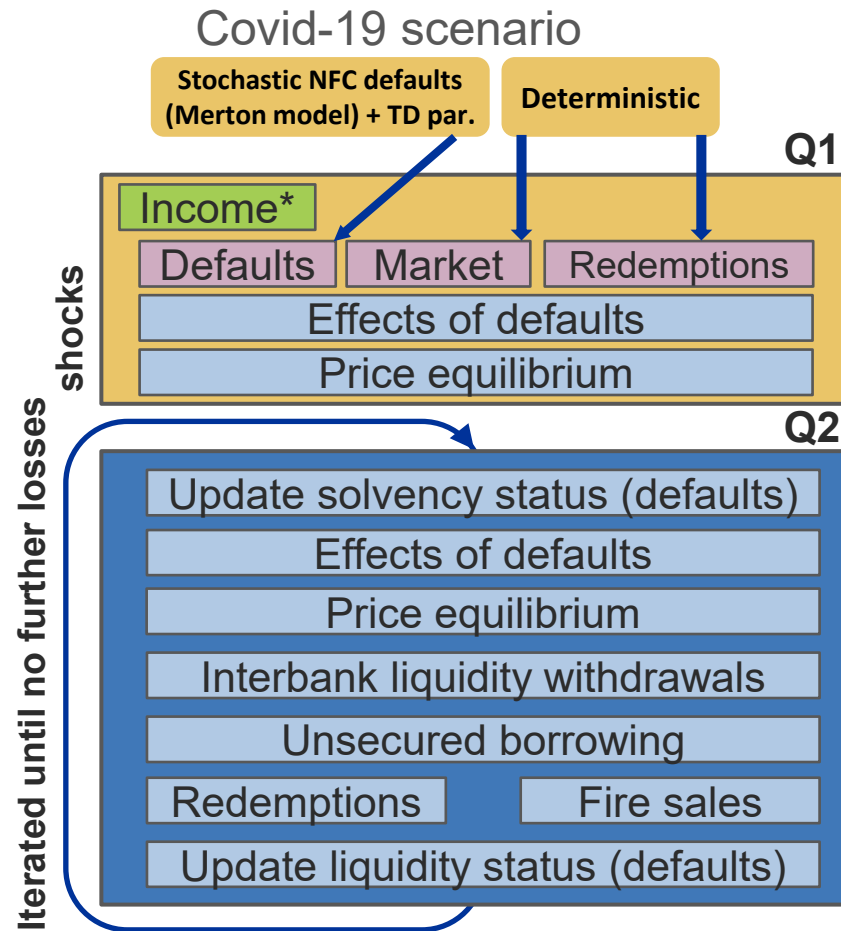 Covid-19 scenario
Stochastic NFC defaults
(Merton model) + TD par.
Deterministic
Q1
Income*
Defaults
Market
Redemptions
Effects of defaults
Price equilibrium
shocks
Q2
Update solvency status (defaults)
Effects of defaults
Price equilibrium
Interbank liquidity withdrawals
Unsecured borrowing
Redemptions
Fire sales
Update liquidity status (defaults)
Iterated until no further losses